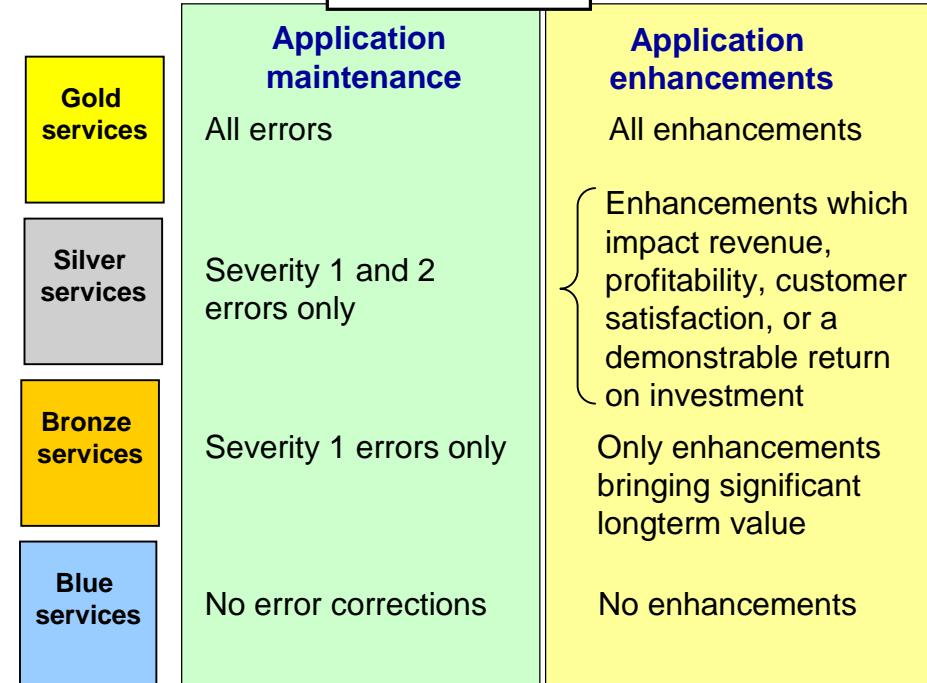 Application
maintenance
Application
enhancements
Gold
services
All errors
All enhancements
Silver
services
Severity 1 and 2
errors only
Enhancements which
impact revenue,
profitability, customer
satisfaction, or a
demonstrable return
on investment
Bronze
services
Severity 1 errors only
Only enhancements
bringing significant
longterm value
Blue
services
No error corrections
No enhancements